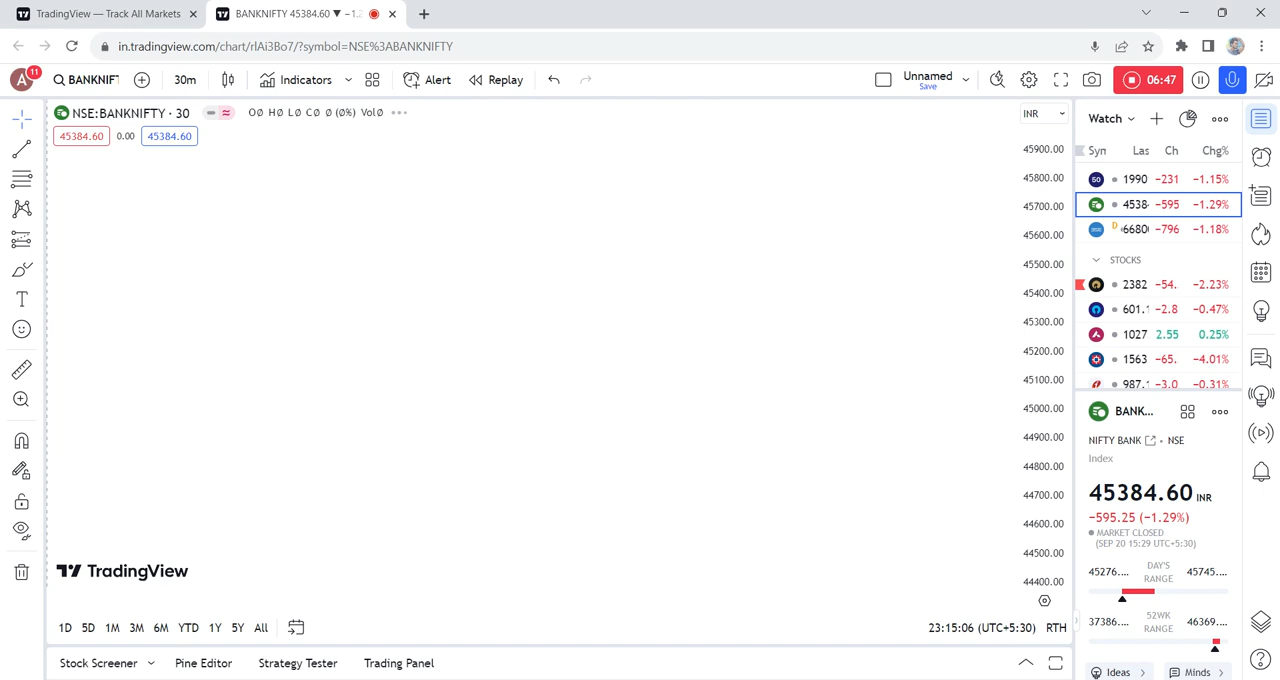 TradingView — Track All Markets
BANKNIFTY 45384.60 ▼ −1.2
in.tradingview.com/chart/rlAi3Bo7/?symbol=NSE%3ABANKNIFTY
A 11 BANKNIFT 30m Indicators Alert Replay Unnamed Save 06:47
NSE:BANKNIFTY · 30 O∅ H∅ L∅ C∅ ∅ (0%) Vol∅ INR
45384.60 0.00 45384.60
45900.00
45800.00
45700.00
45600.00
45500.00
45400.00
45300.00
45200.00
45100.00
45000.00
44900.00
44800.00
44700.00
44600.00
44500.00
44400.00
TradingView
1D 5D 1M 3M 6M YTD 1Y 5Y All 23:15:06 (UTC+5:30) RTH
Stock Screener Pine Editor Strategy Tester Trading Panel
Watch
Syn Las Ch Chg%
50 1990 −231 −1.15%
4538 −595 −1.29%
D 6680 −796 −1.18%
STOCKS
2382 −54. −2.23%
601.1 −2.8 −0.47%
1027 2.55 0.25%
1563 −65. −4.01%
987.1 −3.0 −0.31%
BANK...
NIFTY BANK • NSE
Index
45384.60 INR
−595.25 (−1.29%)
MARKET CLOSED
(SEP 20 15:29 UTC+5:30)
45276.... DAY'S RANGE 45745....
37386.... 52WK RANGE 46369....
Ideas Minds